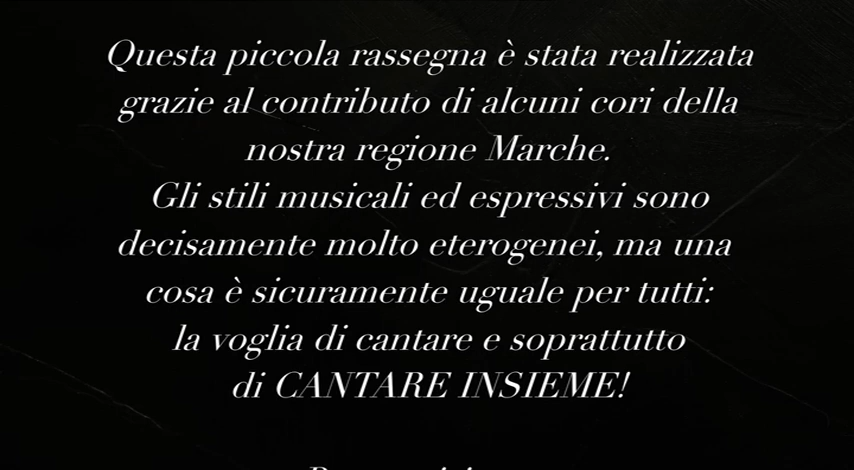 Questa piccola rassegna è stata realizzata
grazie al contributo di alcuni cori della
nostra regione Marche.
Gli stili musicali ed espressivi sono
decisamente molto eterogenei, ma una
cosa è sicuramente uguale per tutti:
la voglia di cantare e soprattutto
di CANTARE INSIEME!